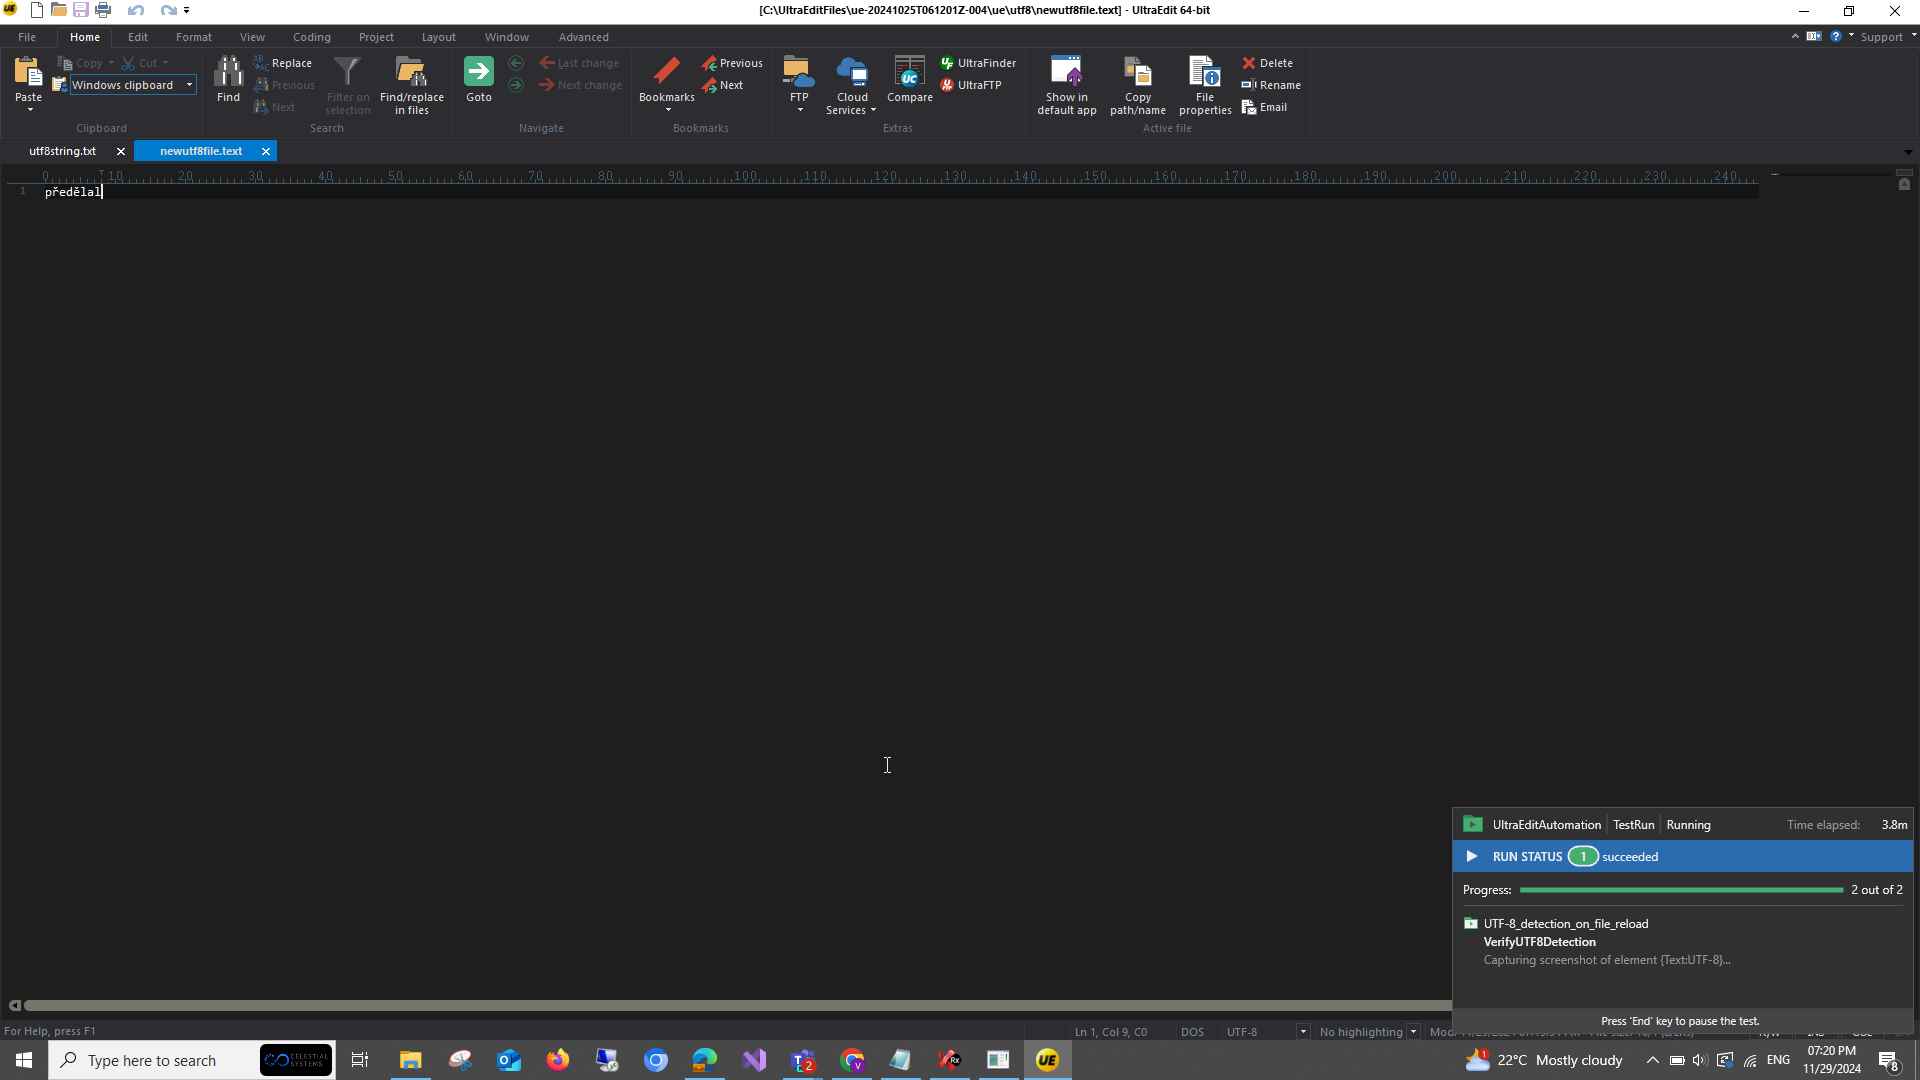 [C:\UltraEditFiles\ue-20241025T061201Z-004\ue\utf8\newutf8file.text] - UltraEdit 64-bit
File Home Edit Format View Coding Project Layout Window Advanced Support
Paste
Copy Cut
Windows clipboard
Clipboard
Find
Replace
Previous
Next
Filter on selection
Find/replace in files
Search
Goto
Last change
Next change
Navigate
Bookmarks
Previous
Next
Bookmarks
FTP
Cloud Services
Compare
UltraFinder
UltraFTP
Extras
Show in default app
Copy path/name
File properties
Delete
Rename
Email
Active file
utf8string.txt newutf8file.text
0 10 20 30 40 50 60 70 80 90 100 110 120 130 140 150 160 170 180 190 200 210 220 230 240
1 předělal
UltraEditAutomation TestRun Running Time elapsed: 3.8m
RUN STATUS 1 succeeded
Progress: 2 out of 2
UTF-8_detection_on_file_reload
VerifyUTF8Detection
Capturing screenshot of element {Text:UTF-8}...
Press 'End' key to pause the test.
For Help, press F1 Ln 1, Col 9, C0 DOS UTF-8 No highlighting
Type here to search CELESTIAL SYSTEMS 2 UE 1 22°C Mostly cloudy ENG 07:20 PM
11/29/2024 8